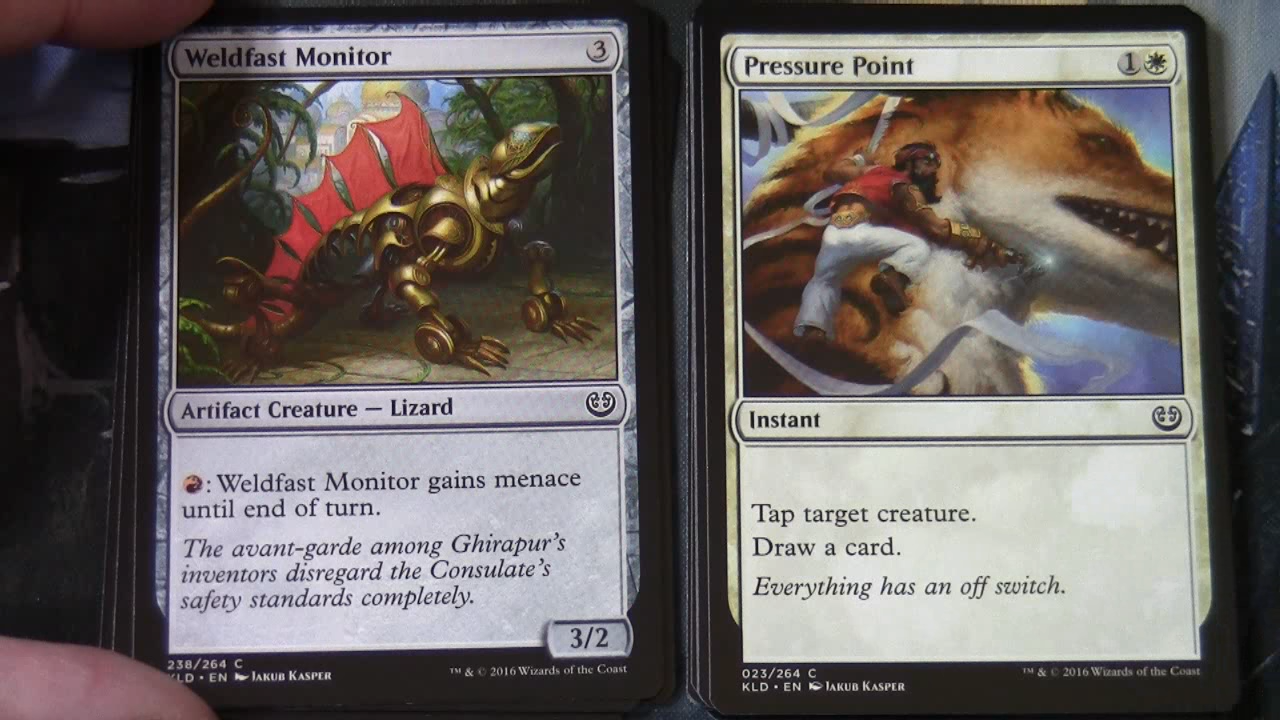 Weldfast Monitor
3
Artifact Creature — Lizard
: Weldfast Monitor gains menace
until end of turn.
The avant-garde among Ghirapur's
inventors disregard the Consulate's
safety standards completely.
3/2
238/264 C
KLD • EN Jakub Kasper
™ & © 2016 Wizards of the Coast
Pressure Point
1
Instant
Tap target creature.
Draw a card.
Everything has an off switch.
023/264 C
KLD • EN Jakub Kasper
™ & © 2016 Wizards of the Coast